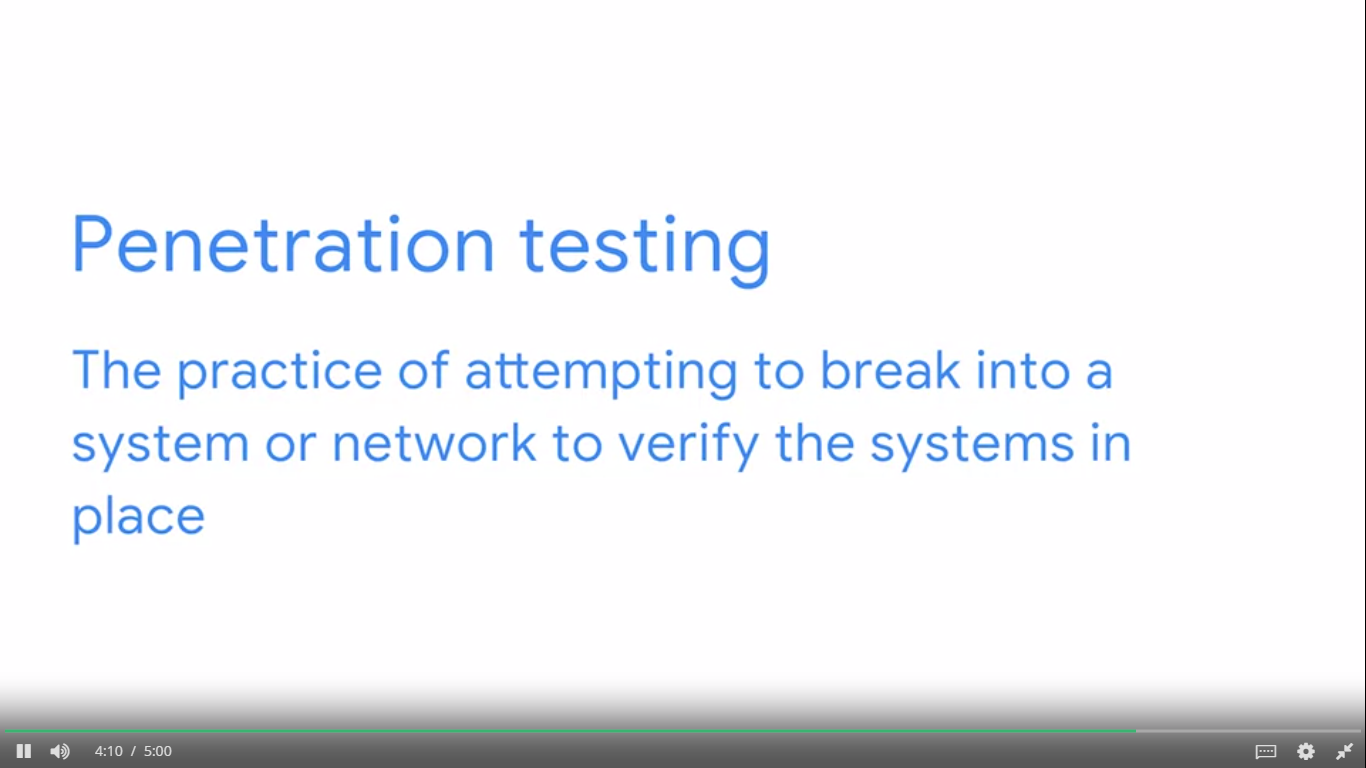 Penetration testing
The practice of attempting to break into a
system or network to verify the systems in
place
4:10 / 5:00